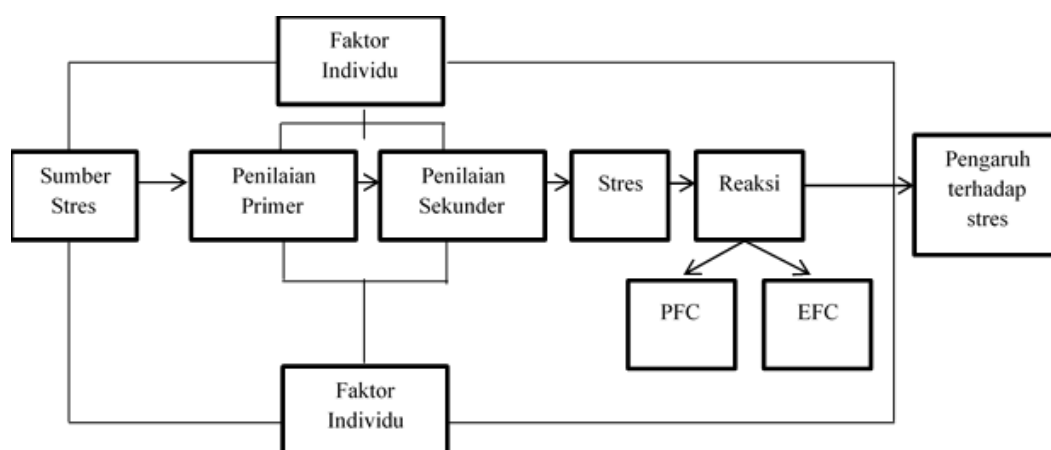 Faktor
Individu
Sumber
Stres
Penilaian
Primer
Penilaian
Sekunder
Stres
Reaksi
Pengaruh
terhadap
stres
PFC
EFC
Faktor
Individu